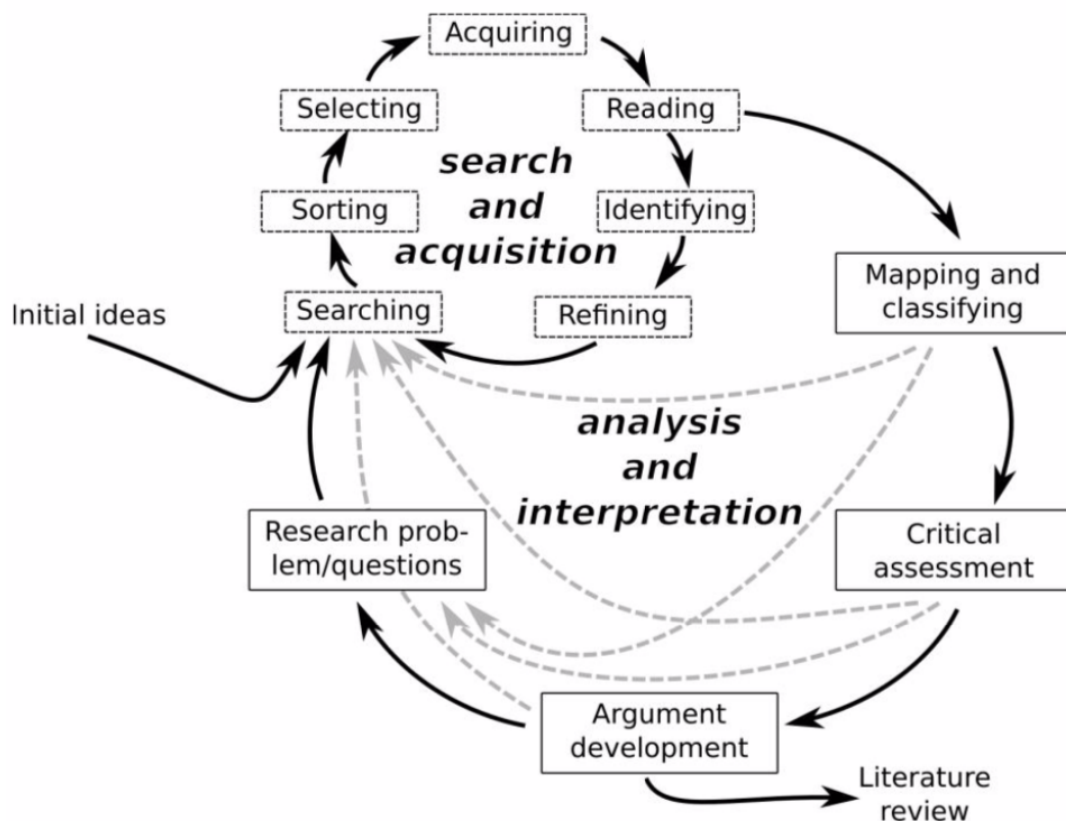 Acquiring
Selecting
Reading
search
and
acquisition
Sorting
Identifying
Mapping and
classifying
Initial ideas
Searching
Refining
analysis
and
interpretation
Research prob-
lem/questions
Critical
assessment
Argument
development
Literature
review